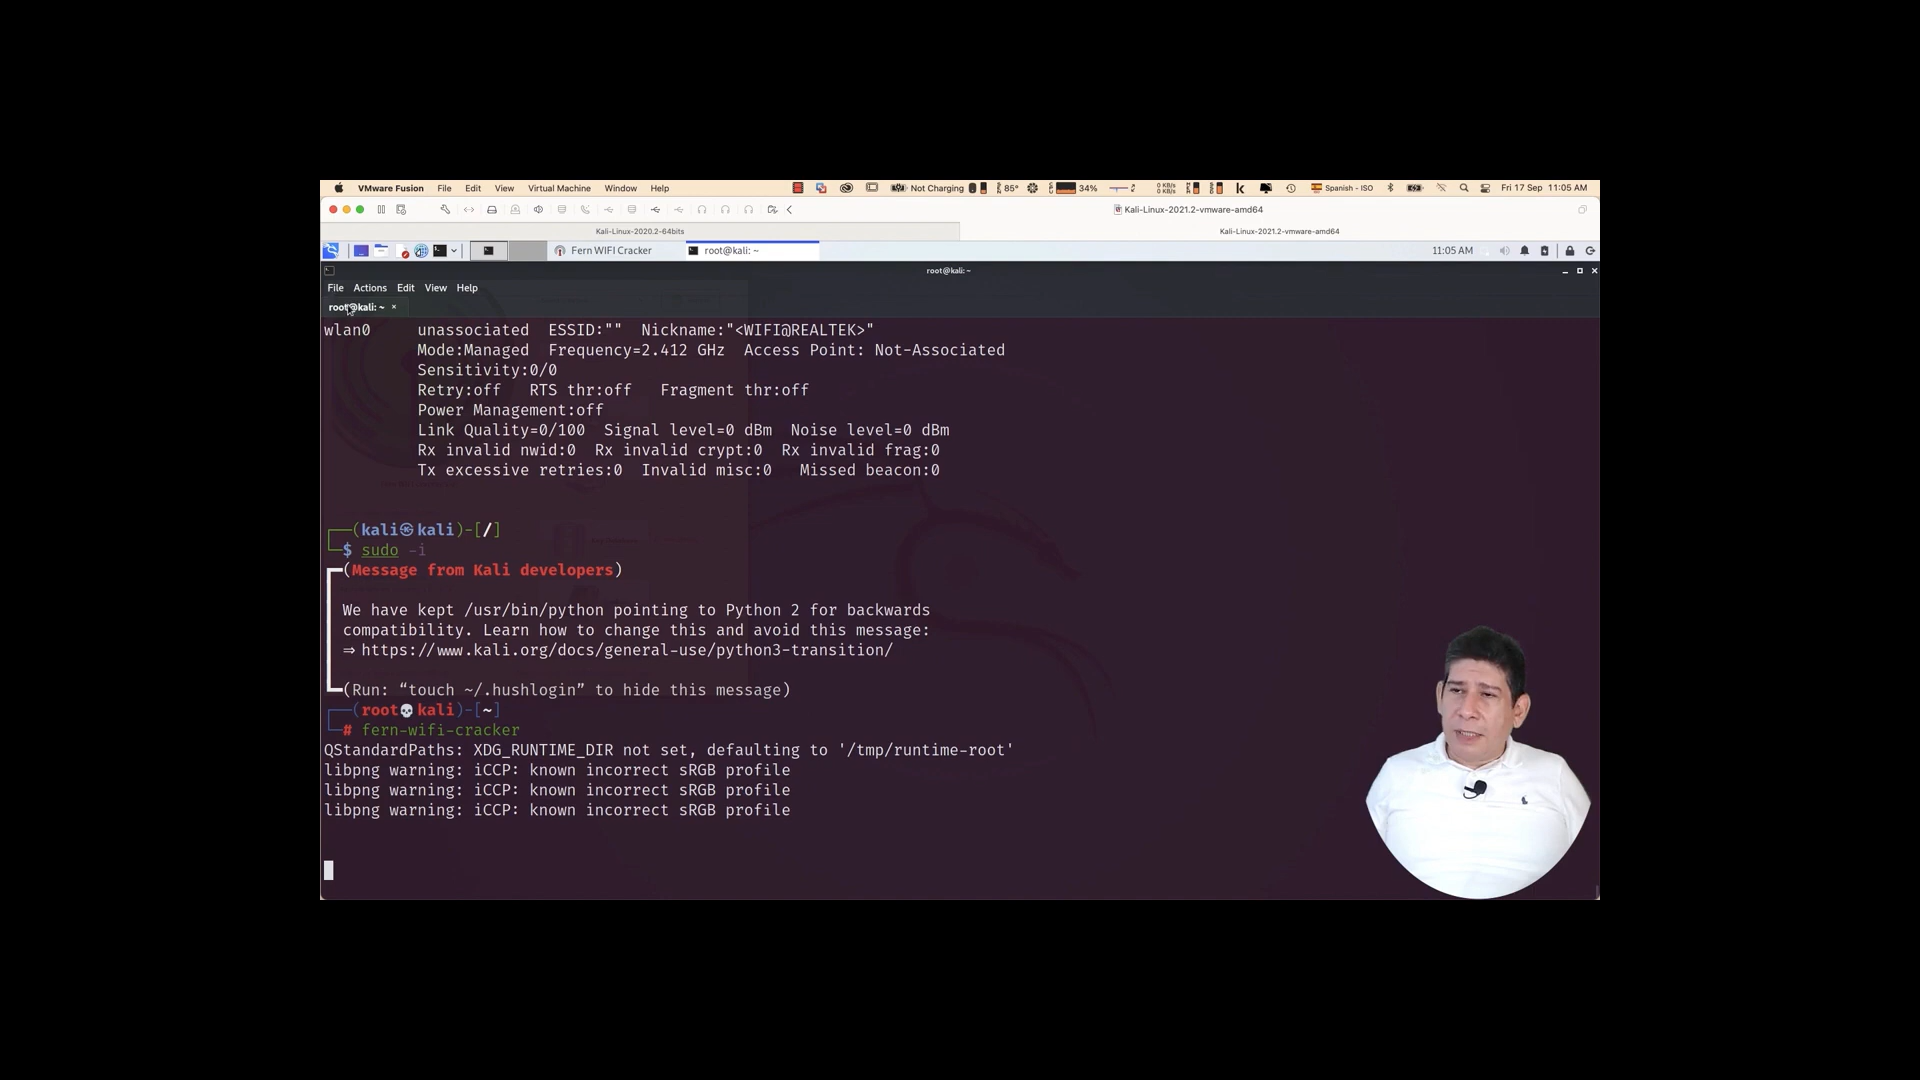 VMware Fusion File Edit View Virtual Machine Window Help Not Charging 85° 34% 0 KB/s 0 KB/s Spanish - ISO Fri 17 Sep 11:05 AM
Kali-Linux-2021.2-vmware-amd64
Kali-Linux-2020.2-64bits Kali-Linux-2021.2-vmware-amd64
Fern WIFI Cracker root@kali: ~ 11:05 AM
root@kali: ~
File Actions Edit View Help
root@kali: ~ ×
wlan0 unassociated ESSID:"" Nickname:"<WIFI@REALTEK>"
Mode:Managed Frequency=2.412 GHz Access Point: Not-Associated
Sensitivity:0/0
Retry:off RTS thr:off Fragment thr:off
Power Management:off
Link Quality=0/100 Signal level=0 dBm Noise level=0 dBm
Rx invalid nwid:0 Rx invalid crypt:0 Rx invalid frag:0
Tx excessive retries:0 Invalid misc:0 Missed beacon:0
┌──(kali㉿kali)-[/]
└─$ sudo -i
┏━(Message from Kali developers)
We have kept /usr/bin/python pointing to Python 2 for backwards
compatibility. Learn how to change this and avoid this message:
⇒ https://www.kali.org/docs/general-use/python3-transition/
┗━(Run: “touch ~/.hushlogin” to hide this message)
┌──(root💀kali)-[~]
└─# fern-wifi-cracker
QStandardPaths: XDG_RUNTIME_DIR not set, defaulting to '/tmp/runtime-root'
libpng warning: iCCP: known incorrect sRGB profile
libpng warning: iCCP: known incorrect sRGB profile
libpng warning: iCCP: known incorrect sRGB profile